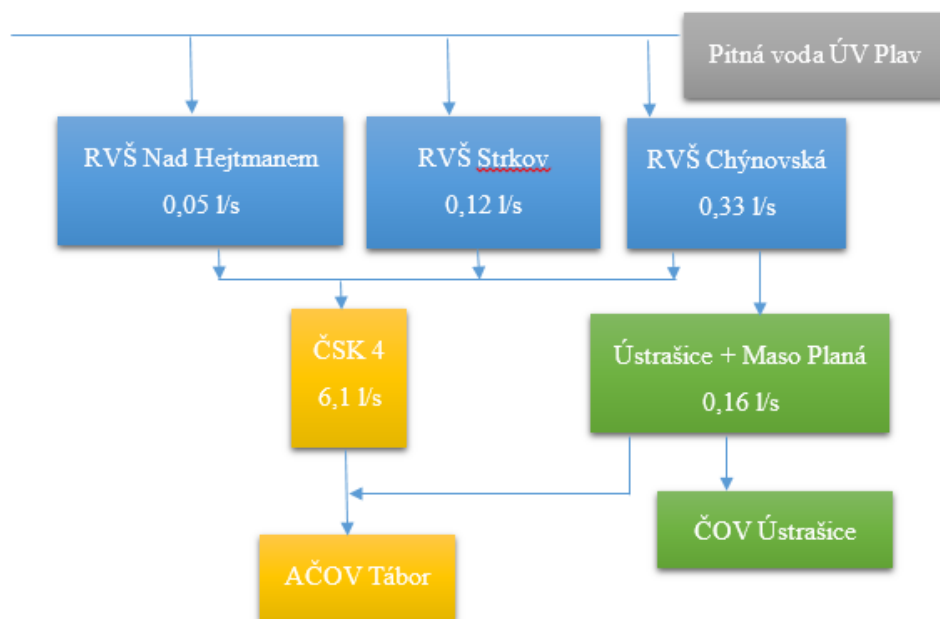 Pitná voda ÚV Plav
RVŠ Nad Hejtmanem
0,05 l/s
RVŠ Strkov
0,12 l/s
RVŠ Chýnovská
0,33 l/s
ČSK 4
6,1 l/s
Ústrašice + Maso Planá
0,16 l/s
ČOV Ústrašice
AČOV Tábor